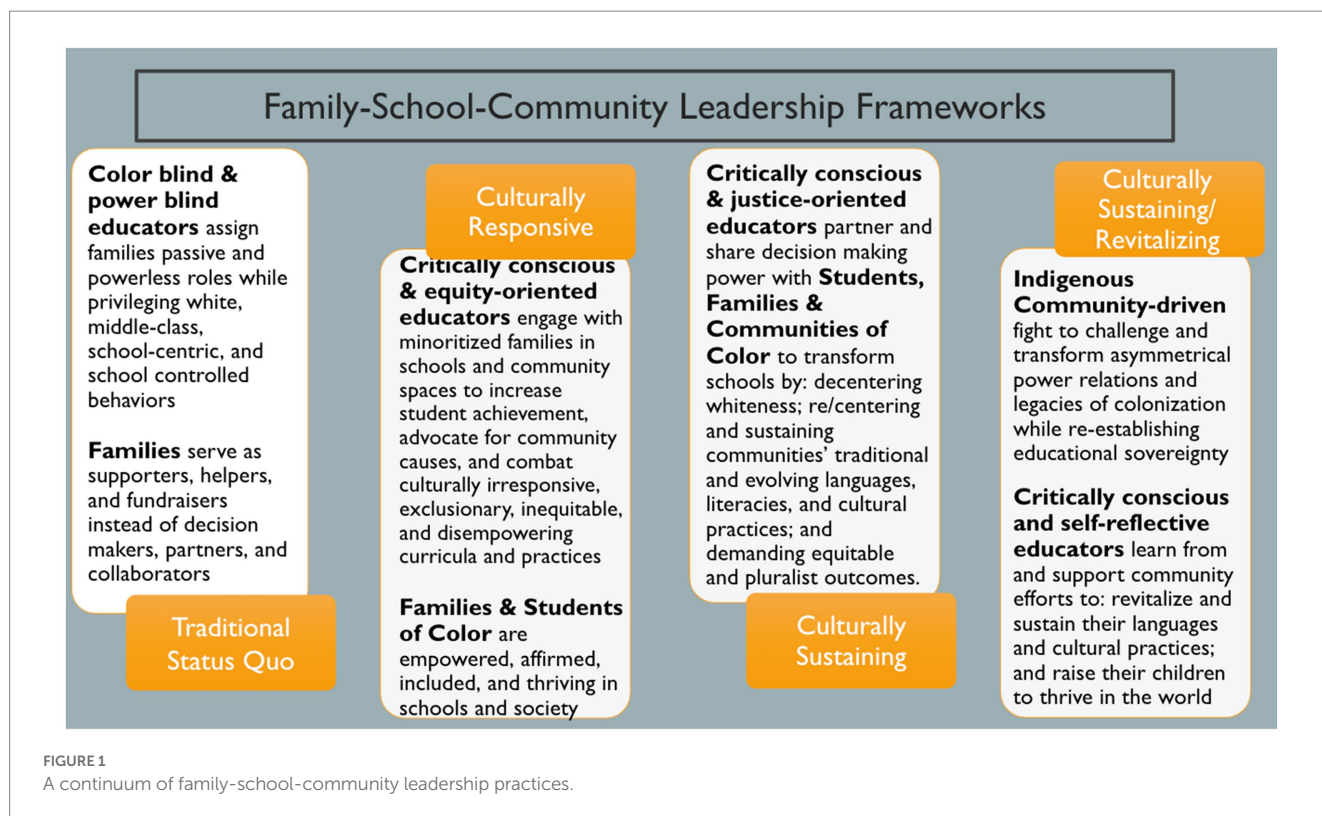 Family-School-Community Leadership Frameworks
Color blind &
power blind
educators assign
families passive and
powerless roles while
privileging white,
middle-class,
school-centric, and
school controlled
behaviors
Families serve as
supporters, helpers,
and fundraisers
instead of decision
makers, partners, and
collaborators
Traditional
Status Quo
Culturally
Responsive
Critically conscious
& equity-oriented
educators engage with
minoritized families in
schools and community
spaces to increase
student achievement,
advocate for community
causes, and combat
culturally irresponsive,
exclusionary, inequitable,
and disempowering
curricula and practices
Families & Students
of Color are
empowered, affirmed,
included, and thriving in
schools and society
Critically conscious
& justice-oriented
educators partner and
share decision making
power with Students,
Families &
Communities of
Color to transform
schools by: decentering
whiteness; re/centering
and sustaining
communities’ traditional
and evolving languages,
literacies, and cultural
practices; and
demanding equitable
and pluralist outcomes.
Culturally
Sustaining
Culturally
Sustaining/
Revitalizing
Indigenous
Community-driven
fight to challenge and
transform asymmetrical
power relations and
legacies of colonization
while re-establishing
educational sovereignty
Critically conscious
and self-reflective
educators learn from
and support community
efforts to: revitalize and
sustain their languages
and cultural practices;
and raise their children
to thrive in the world
FIGURE 1
A continuum of family-school-community leadership practices.